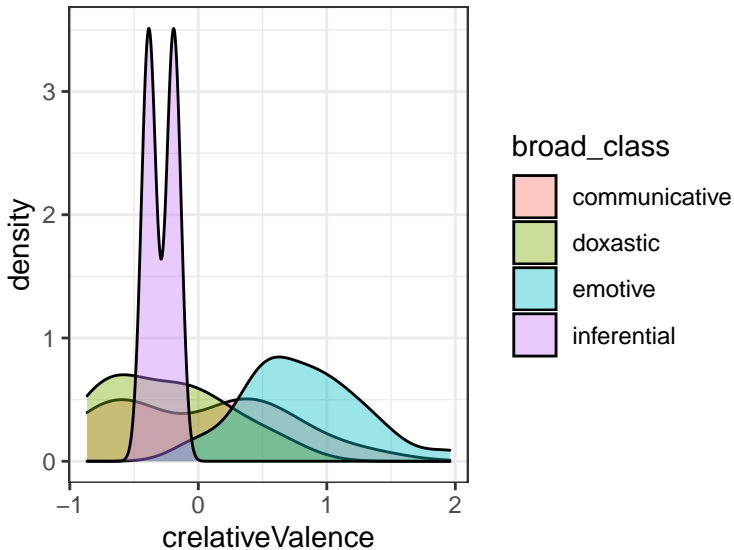 density
3
2
1
0
−1
0
1
2
crelativeValence
broad_class
communicative
doxastic
emotive
inferential